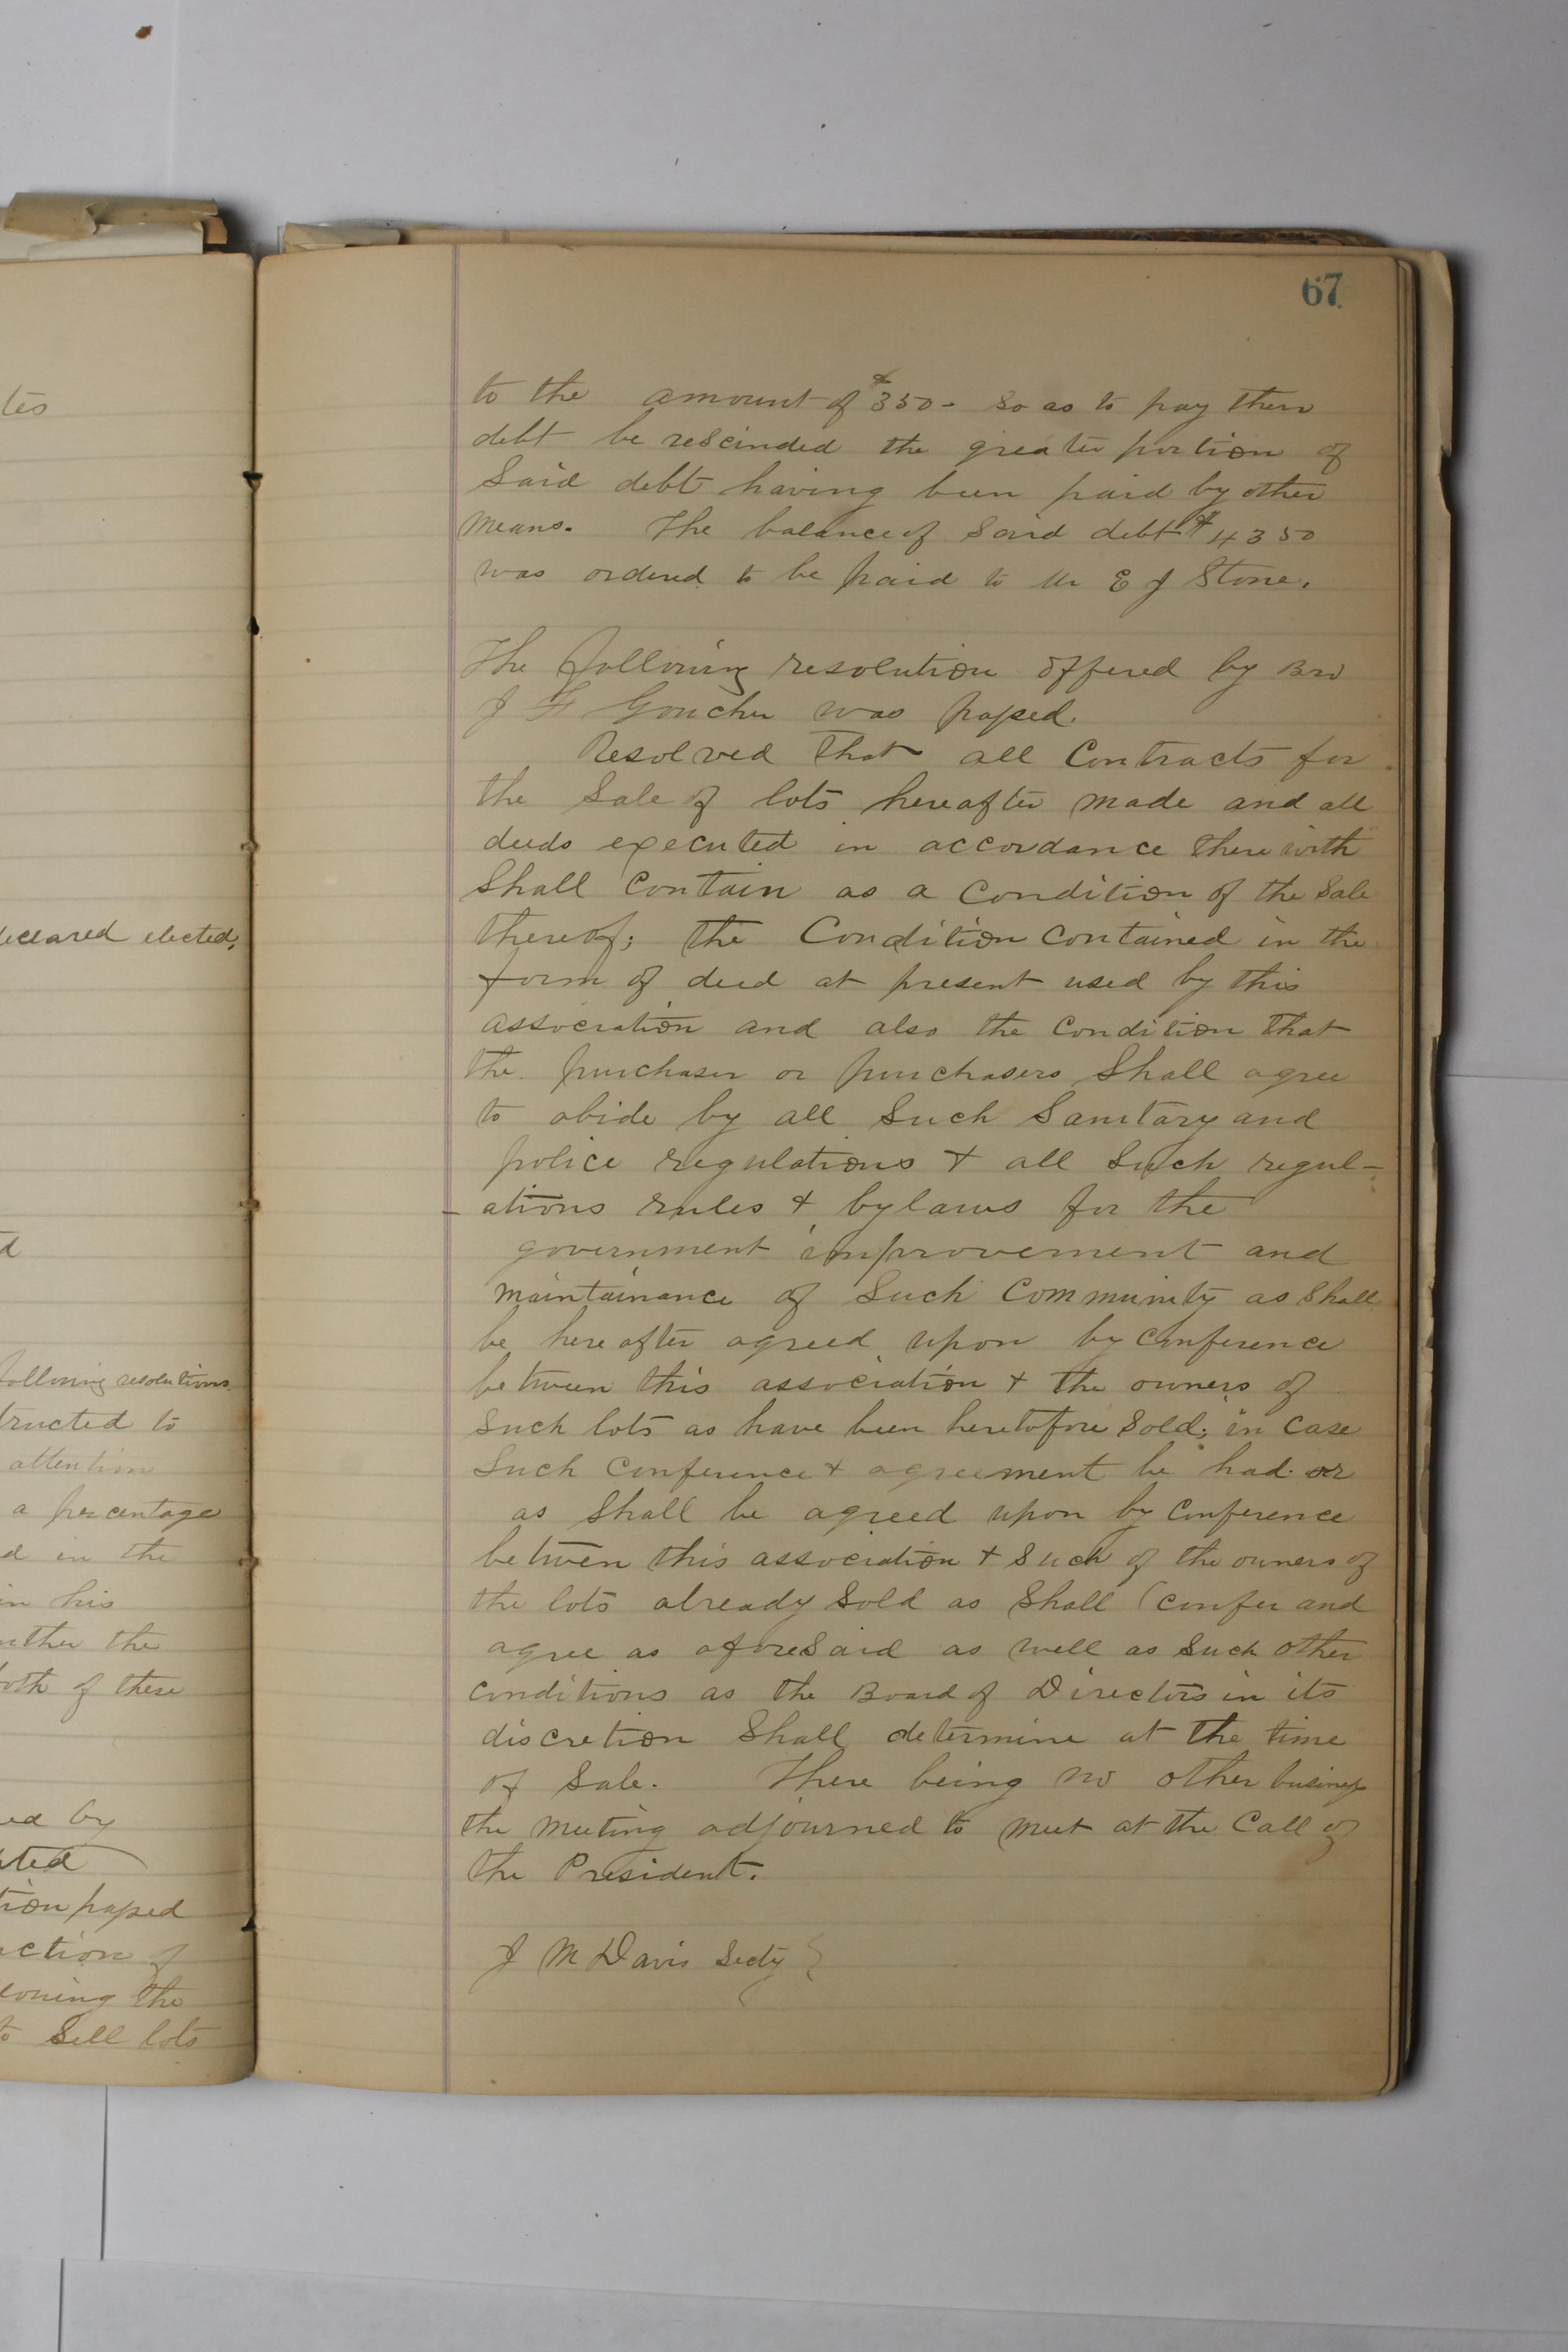 67
to the amount of $350- so as to pay their
debt be rescinded the greater portion of
Said debt having been paid by other
means. The balance of Said debt $4350
was ordered to be paid to Mr E J Stone.
The following resolution offered by Bro
J F Goucher was passed.
Resolved That all Contracts for
the Sale of lots hereafter made and all
deeds executed in accordance there with
Shall Contain as a Condition of the Sale
thereof; the Condition Contained in the
form of deed at present used by this
association and also the Condition that
the purchaser or purchasers Shall agree
to abide by all Such Sanitary and
police regulations + all Such regul-
-ations rules + bylaws for the
government improvement and
maintainance of Such Community as Shall
be here after agreed upon by Conference
between this association + the owners of
Such lots as have been heretofore Sold; in Case
Such Conference + agreement be had or
as Shall be agreed upon by Conference
between this association + Such of the owners of
the lots already Sold as Shall (confer and
agree as aforeSaid as well as Such other
Conditions as the Board of Directors in its
discretion Shall determine at the time
of Sale. There being no other business
the meeting adjourned to meet at the Call of
the President.
J M Davis Secty
tes
declared elected.
d
following resolutions
tructed to
attention
a percentage
d in the
in his
the
both of these
ed by
pted
tion passed
action of
the
to Sell lots